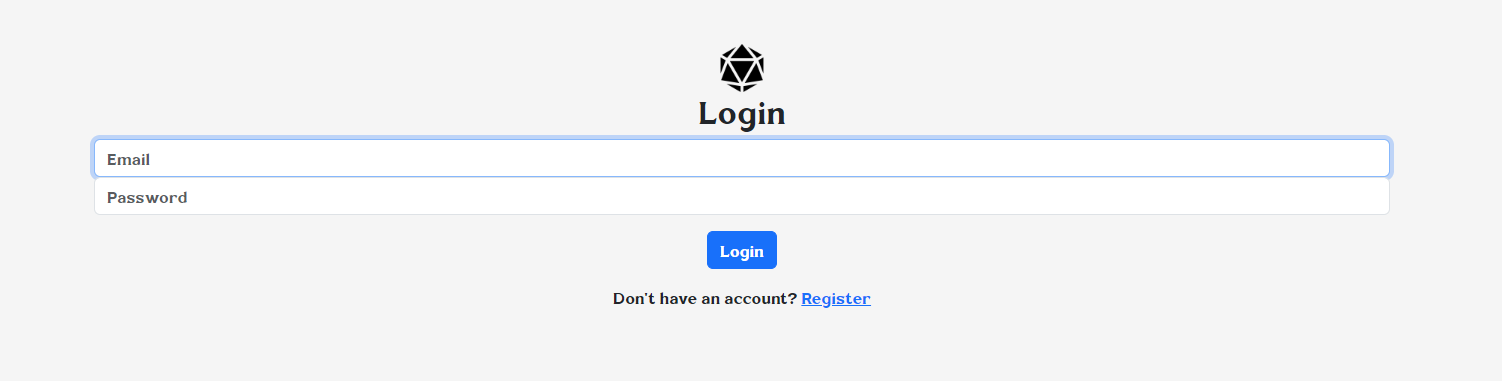 Login
Email
Password
Login
Don't have an account? Register